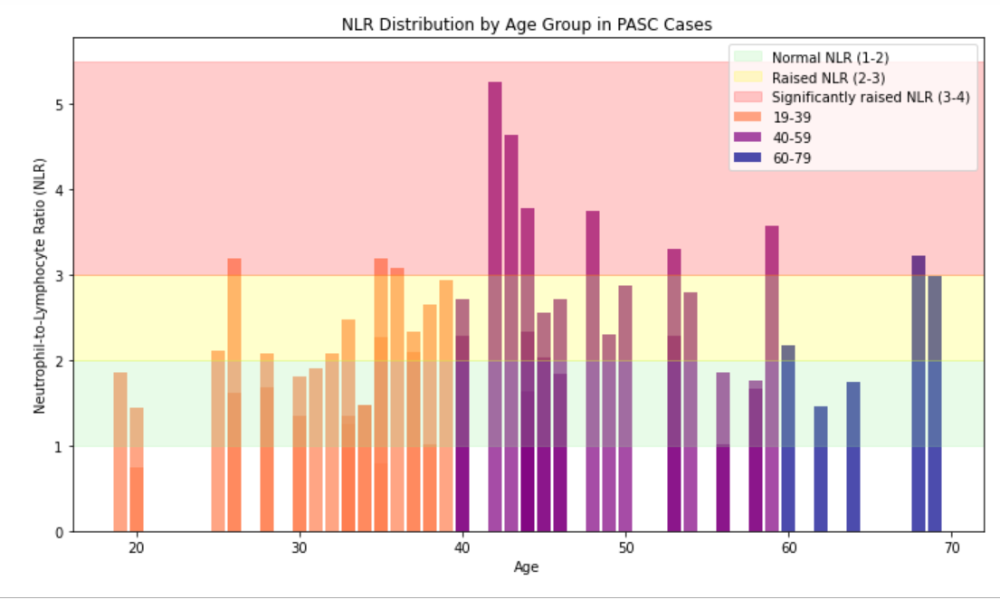 NLR Distribution by Age Group in PASC Cases
Normal NLR (1-2)
Raised NLR (2-3)
Significantly raised NLR (3-4)
19-39
40-59
60-79
Neutrophil-to-Lymphocyte Ratio (NLR)
5
4
3
2
1
0
20 30 40 50 60 70
Age